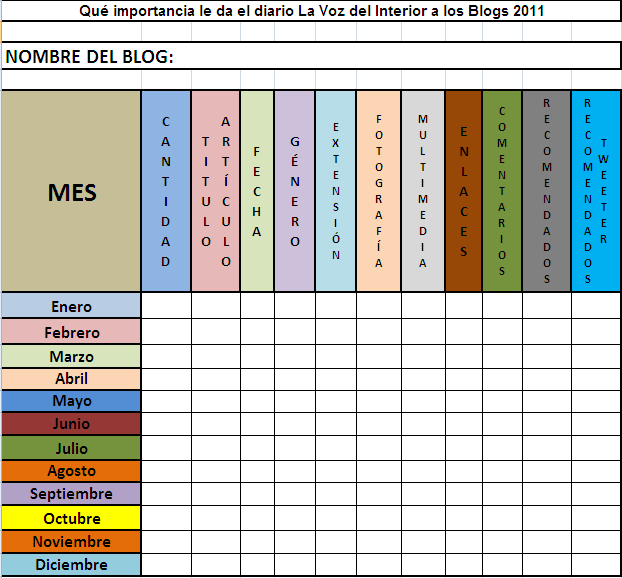 Qué importancia le da el diario La Voz del Interior a los Blogs 2011
NOMBRE DEL BLOG:
MES
CANTIDAD
TITULO
ARTÍCULO
FECHA
GÉNERO
EXTENSIÓN
FOTOGRAFÍA
MULTIMEDIA
ENLACES
COMENTARIOS
RECOMENDADOS
RECOMENDADOS
TWEETER
Enero
Febrero
Marzo
Abril
Mayo
Junio
Julio
Agosto
Septiembre
Octubre
Noviembre
Diciembre